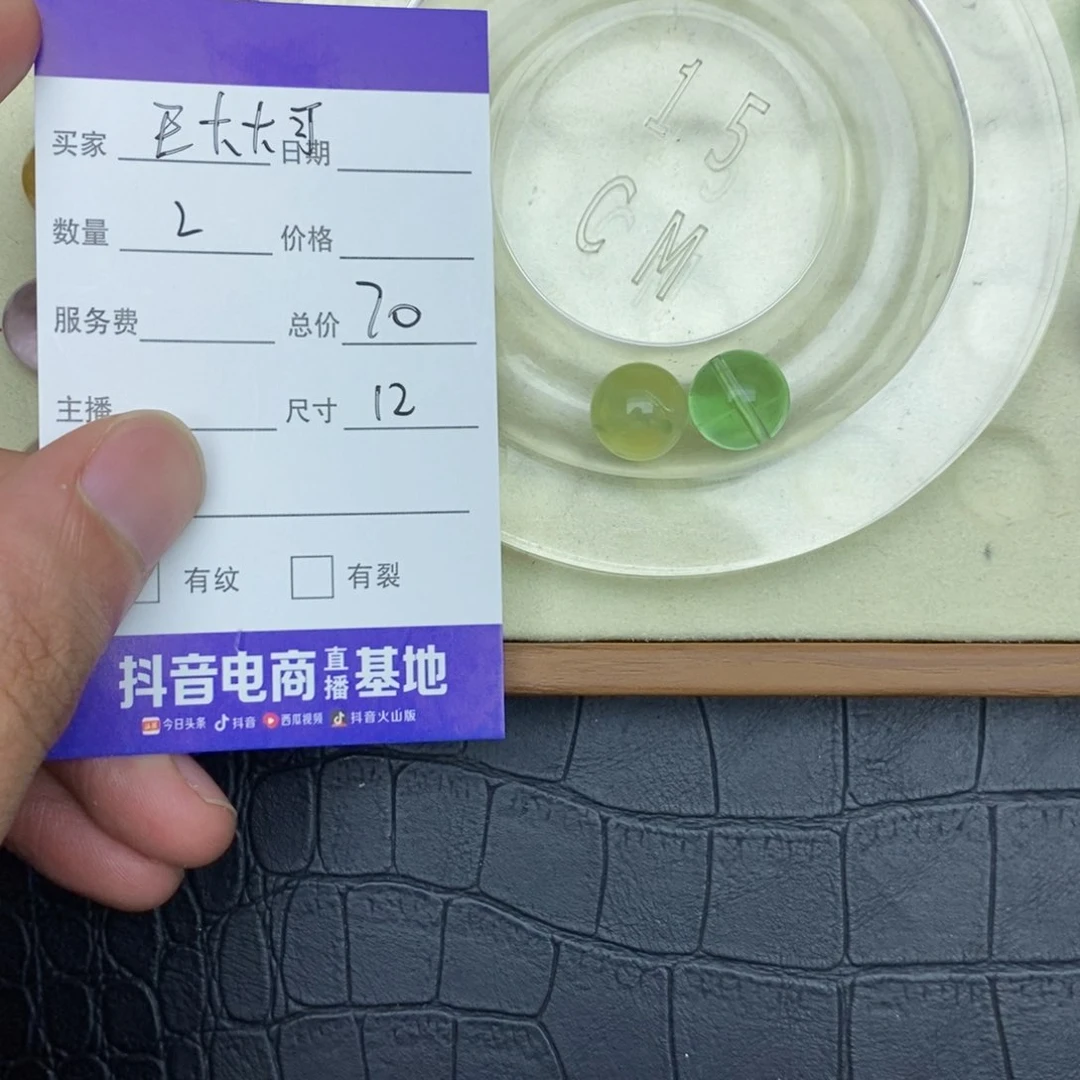 买家 E大大哥 日期
数量 2 价格
服务费 总价 70
主播 尺寸 12
有纹 有裂
抖音电商直播基地
今日头条 抖音 西瓜视频 抖音火山版
15
CM